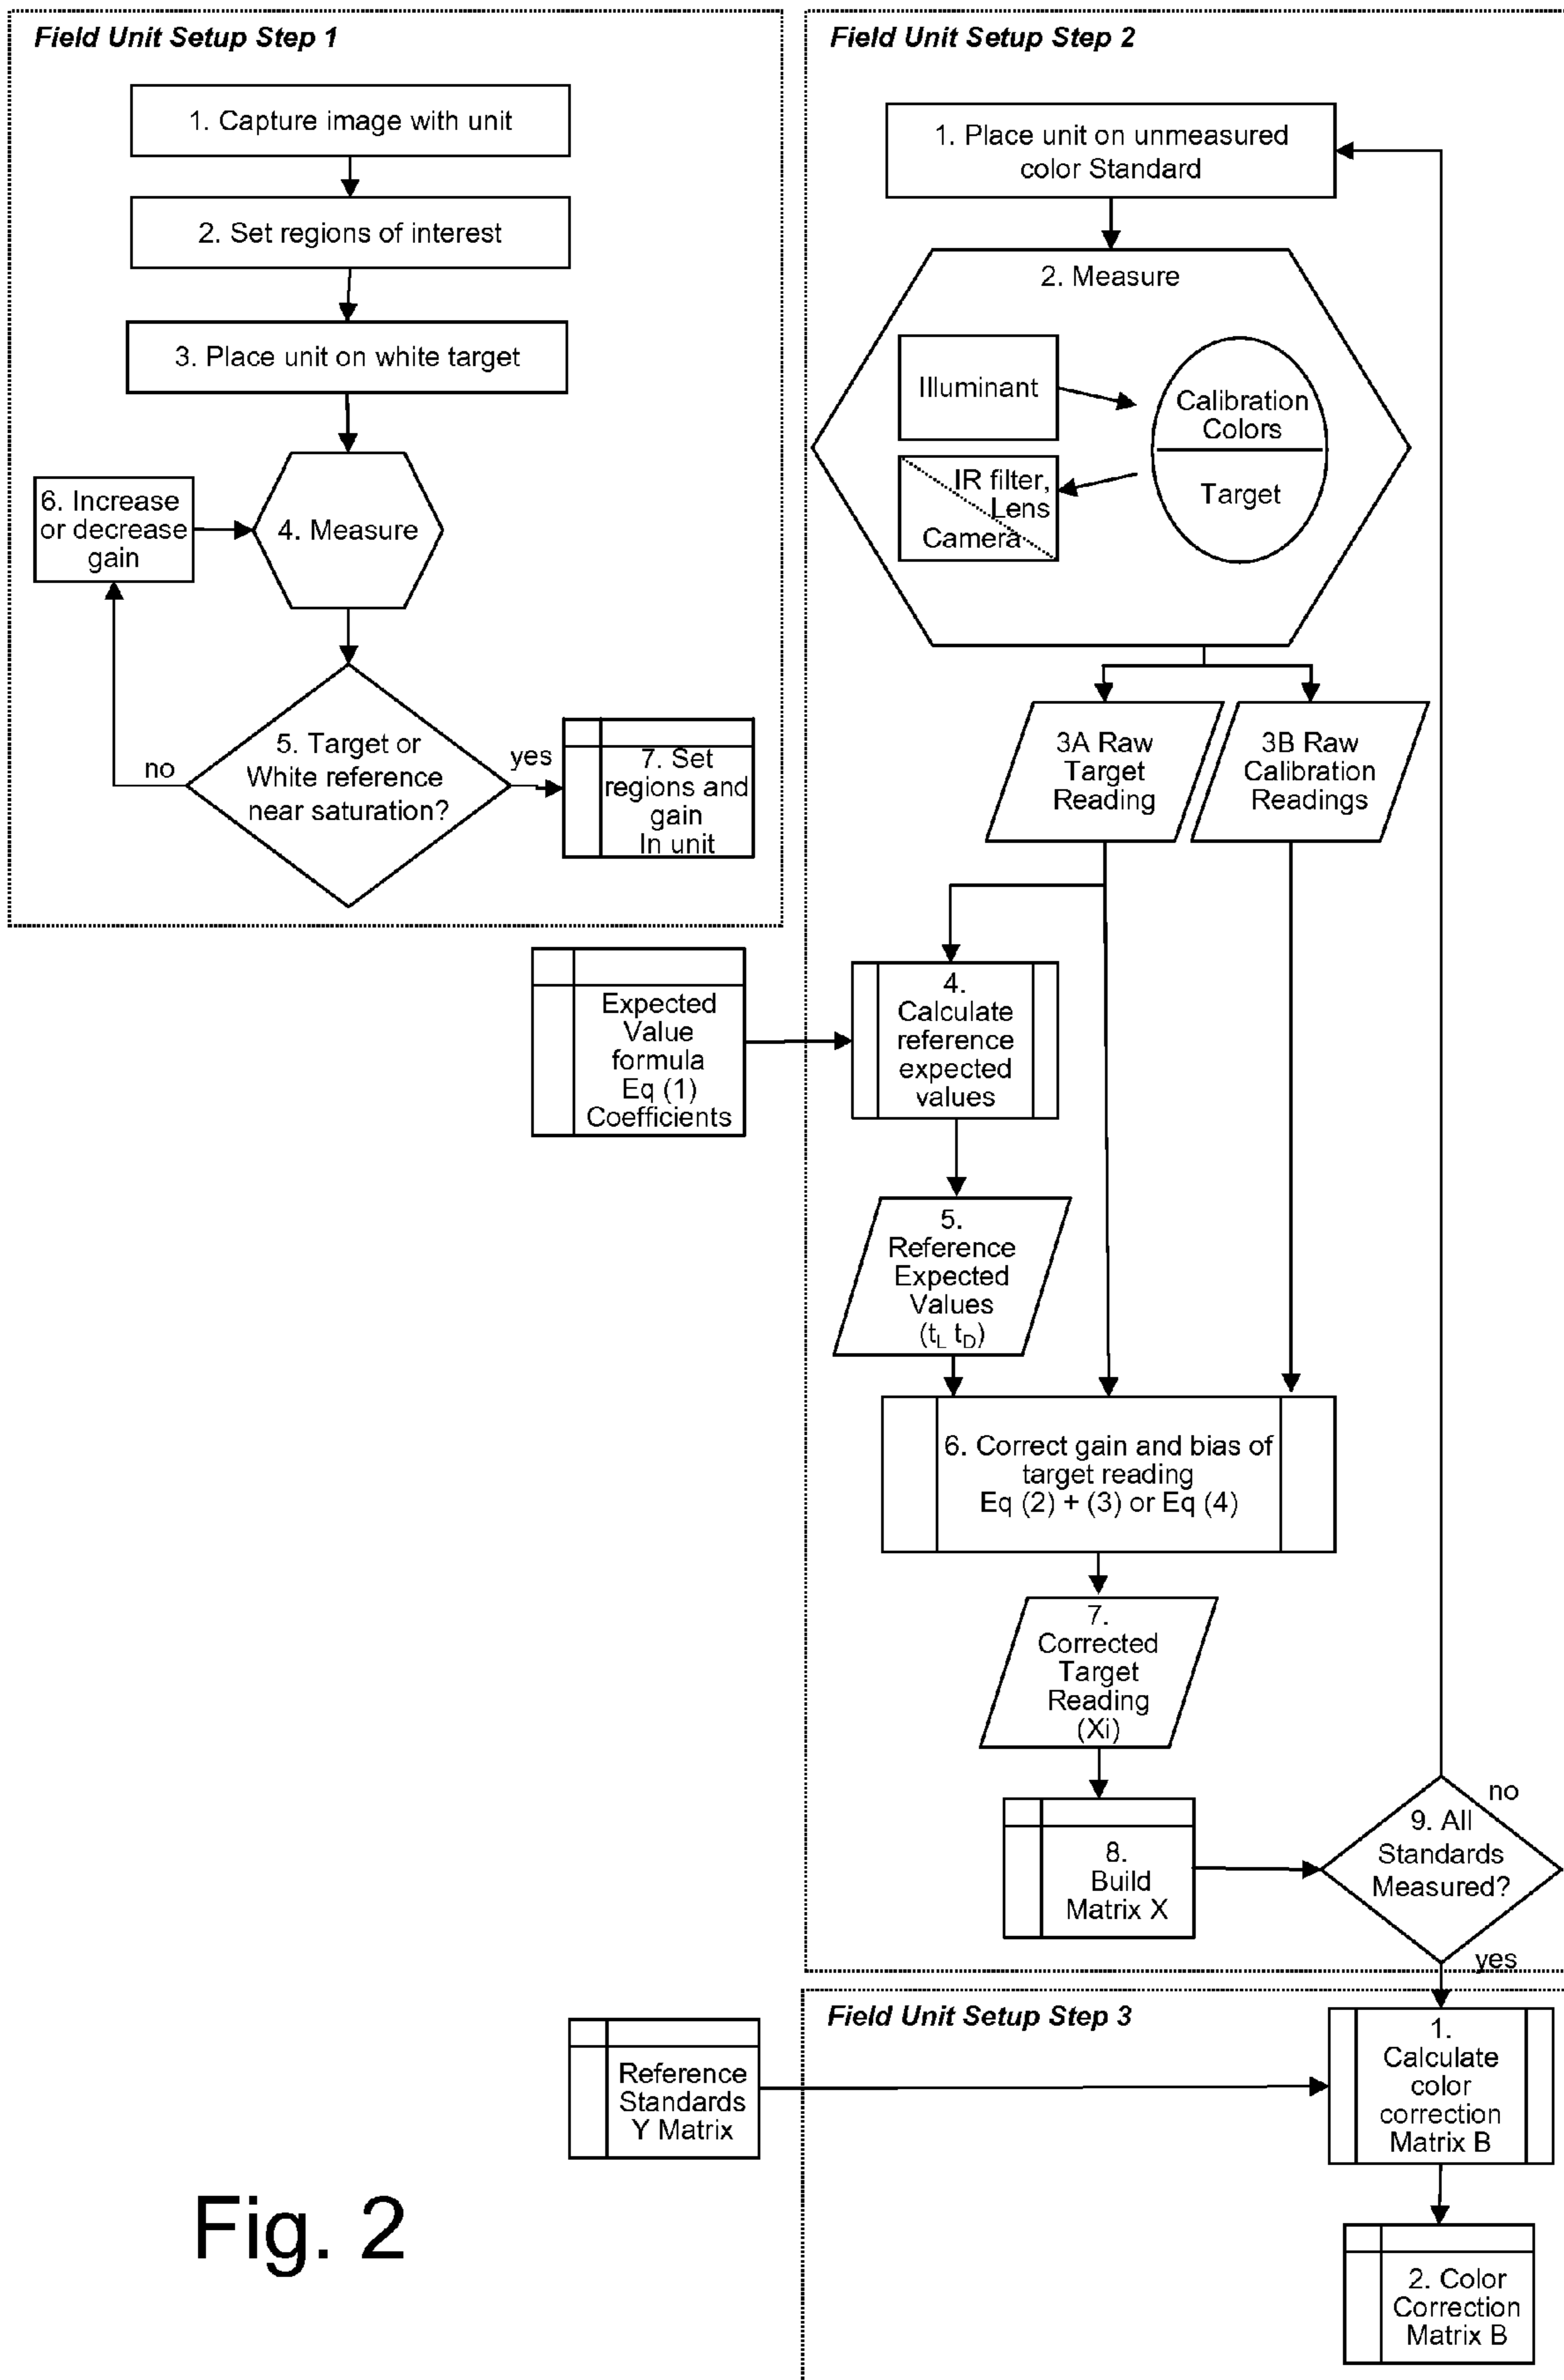 Field Unit Setup Step 1
1. Capture image with unit
2. Set regions of interest
3. Place unit on white target
6. Increase
or decrease
gain
4. Measure
5. Target or
White reference
near saturation?
no
yes
7. Set
regions and
gain
In unit
Field Unit Setup Step 2
1. Place unit on unmeasured
color Standard
2. Measure
Illuminant
Calibration
Colors
Target
IR filter,
Lens
Camera
3A Raw
Target
Reading
3B Raw
Calibration
Readings
Expected
Value
formula
Eq (1)
Coefficients
4.
Calculate
reference
expected
values
5.
Reference
Expected
Values
(tL tD)
6. Correct gain and bias of
target reading
Eq (2) + (3) or Eq (4)
7.
Corrected
Target
Reading
(Xi)
8.
Build
Matrix X
9. All
Standards
Measured?
no
yes
Field Unit Setup Step 3
Reference
Standards
Y Matrix
1.
Calculate
color
correction
Matrix B
2. Color
Correction
Matrix B
Fig. 2